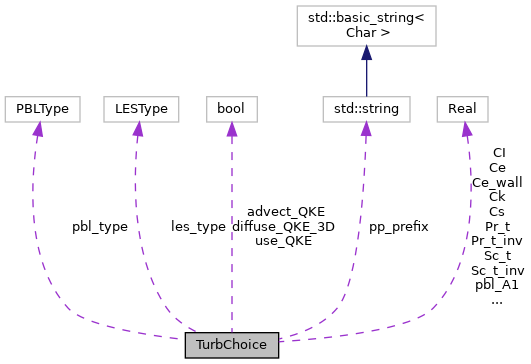 std::basic_string<
Char >
PBLType
LESType
bool
std::string
Real
pbl_type
les_type
advect_QKE
diffuse_QKE_3D
use_QKE
pp_prefix
CI
Ce
Ce_wall
Ck
Cs
Pr_t
Pr_t_inv
Sc_t
Sc_t_inv
pbl_A1
...
TurbChoice